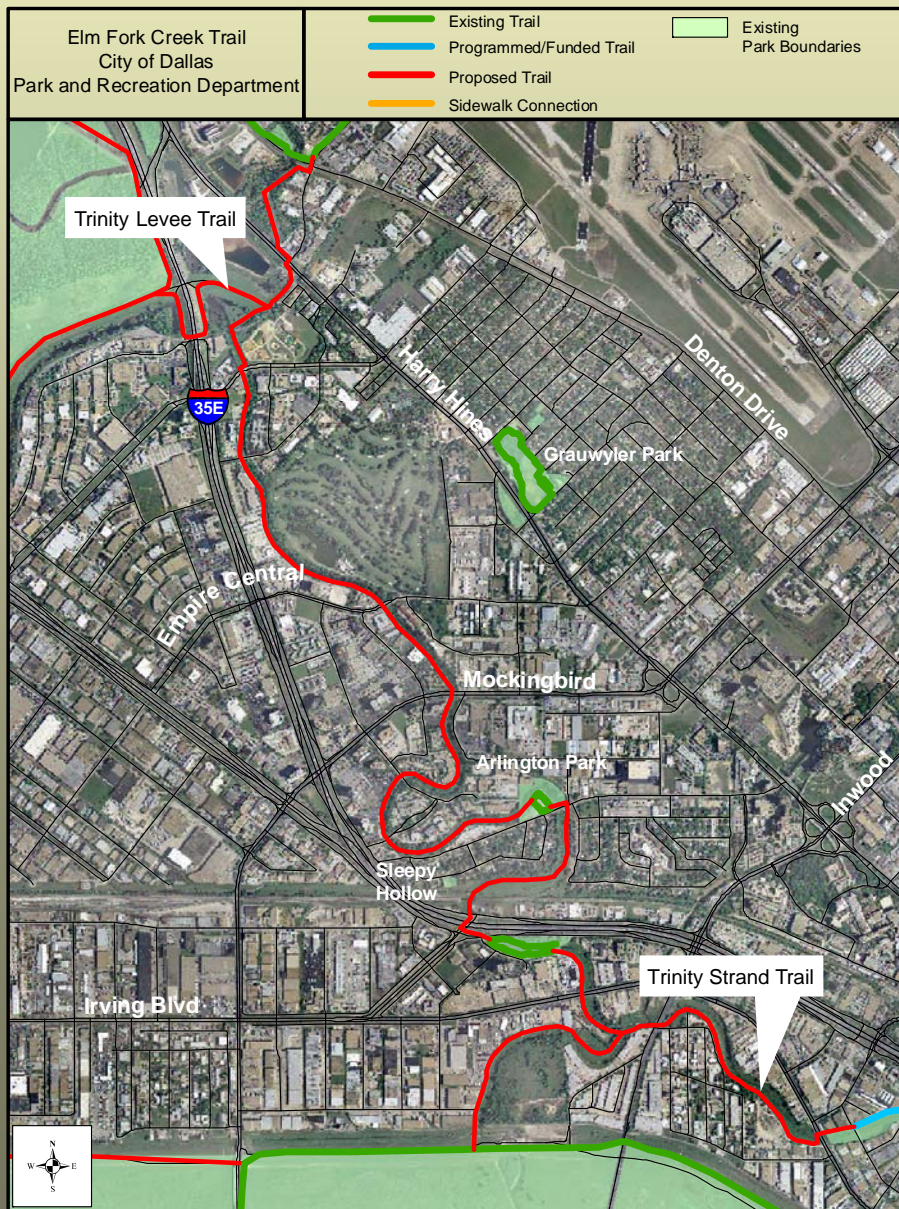 Elm Fork Creek Trail
City of Dallas
Park and Recreation Department
Existing Trail
Programmed/Funded Trail
Proposed Trail
Sidewalk Connection
Existing
Park Boundaries
Trinity Levee Trail
Harry Hines
Denton Drive
35E
Grauwyler Park
Empire Central
Mockingbird
Arlington Park
Inwood
Sleepy
Hollow
Trinity Strand Trail
Irving Blvd
N
W E
S